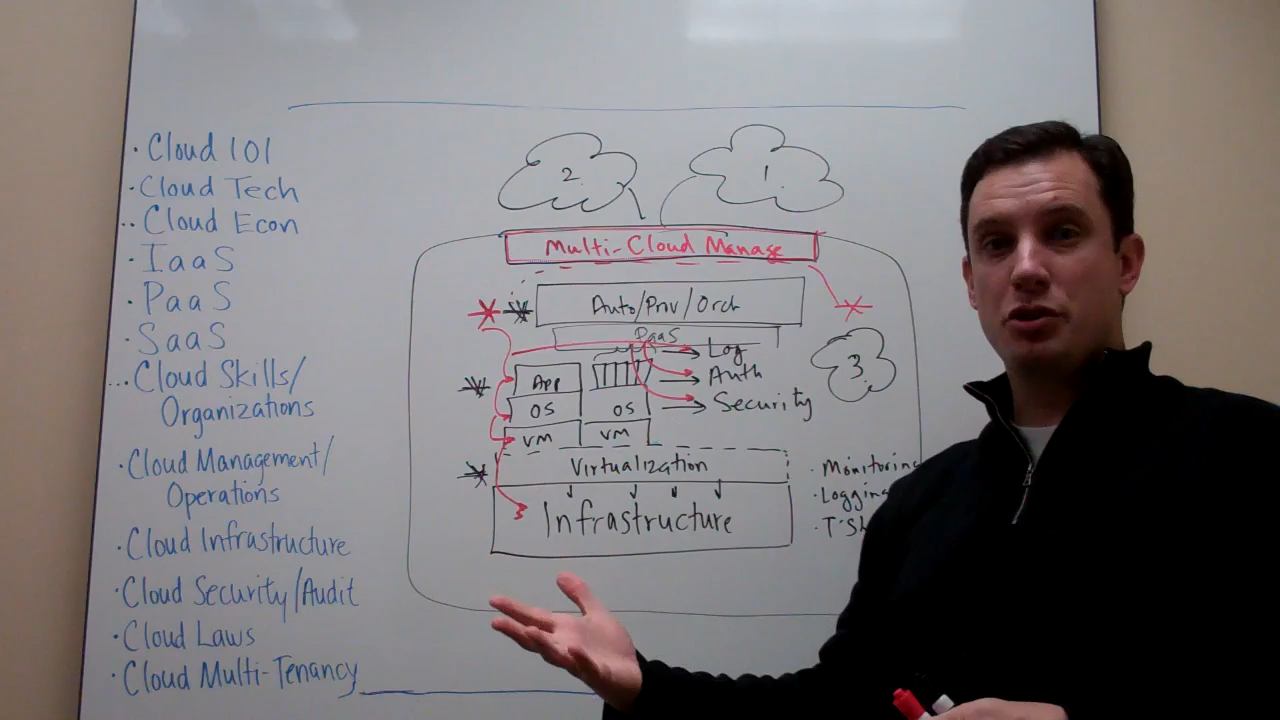 · Cloud 101
· Cloud Tech
·· Cloud Econ
· IaaS
· PaaS
· SaaS
... Cloud Skills/
Organizations
· Cloud Management/
Operations
· Cloud Infrastructure
· Cloud Security/Audit
· Cloud Laws
· Cloud Multi-Tenancy
2
1
Multi-Cloud Manage
Auto/Prov/Orch
PaaS
Log
Auth
Security
3
App
OS
OS
VM
VM
Virtualization
Infrastructure
· Monitoring
· Logging